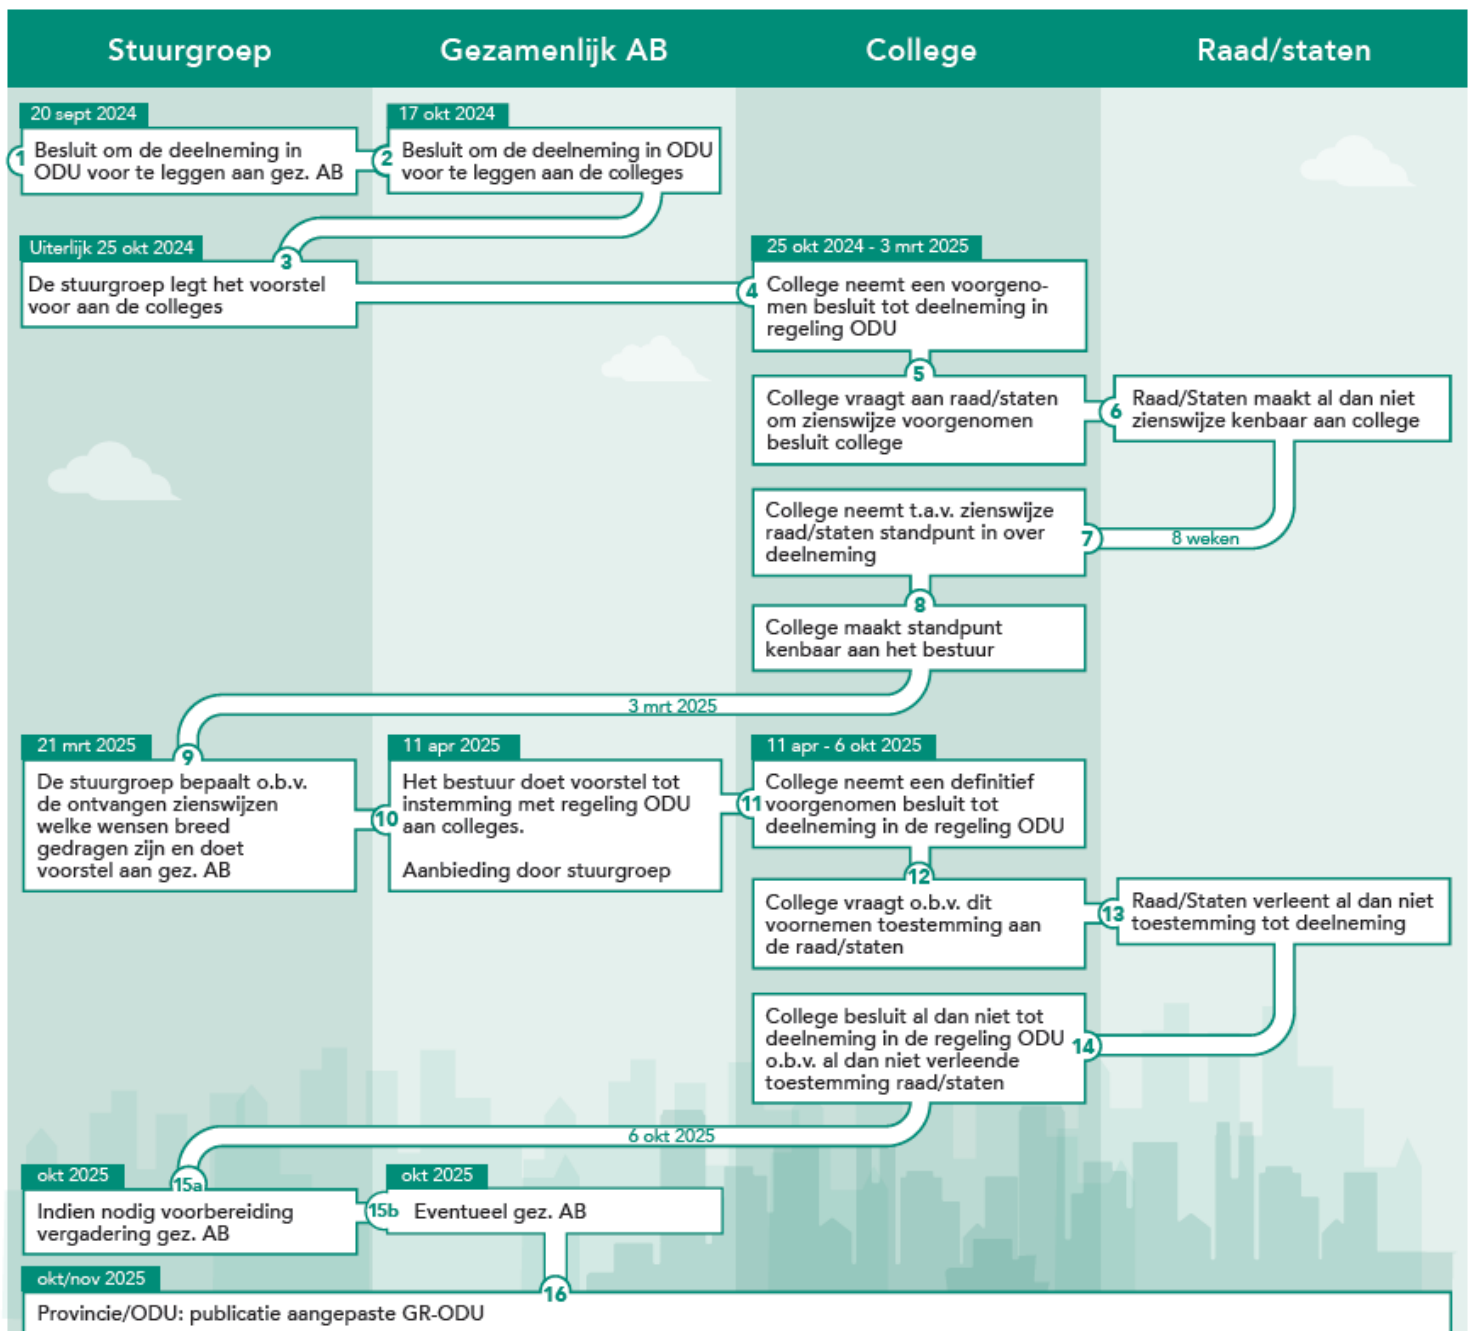 Stuurgroep
Gezamenlijk AB
College
Raad/staten
20 sept 2024
1
Besluit om de deelneming in
ODU voor te leggen aan gez. AB
17 okt 2024
2
Besluit om de deelneming in ODU
voor te leggen aan de colleges
Uiterlijk 25 okt 2024
3
De stuurgroep legt het voorstel
voor aan de colleges
25 okt 2024 - 3 mrt 2025
4
College neemt een voorgeno-
men besluit tot deelneming in
regeling ODU
5
College vraagt aan raad/staten
om zienswijze voorgenomen
besluit college
6
Raad/Staten maakt al dan niet
zienswijze kenbaar aan college
8 weken
7
College neemt t.a.v. zienswijze
raad/staten standpunt in over
deelneming
8
College maakt standpunt
kenbaar aan het bestuur
3 mrt 2025
21 mrt 2025
9
De stuurgroep bepaalt o.b.v.
de ontvangen zienswijzen
welke wensen breed
gedragen zijn en doet
voorstel aan gez. AB
11 apr 2025
10
Het bestuur doet voorstel tot
instemming met regeling ODU
aan colleges.
Aanbieding door stuurgroep
11 apr - 6 okt 2025
11
College neemt een definitief
voorgenomen besluit tot
deelneming in de regeling ODU
12
College vraagt o.b.v. dit
voornemen toestemming aan
de raad/staten
13
Raad/Staten verleent al dan niet
toestemming tot deelneming
14
College besluit al dan niet tot
deelneming in de regeling ODU
o.b.v. al dan niet verleende
toestemming raad/staten
6 okt 2025
okt 2025
15a
Indien nodig voorbereiding
vergadering gez. AB
okt 2025
15b
Eventueel gez. AB
okt/nov 2025
16
Provincie/ODU: publicatie aangepaste GR-ODU